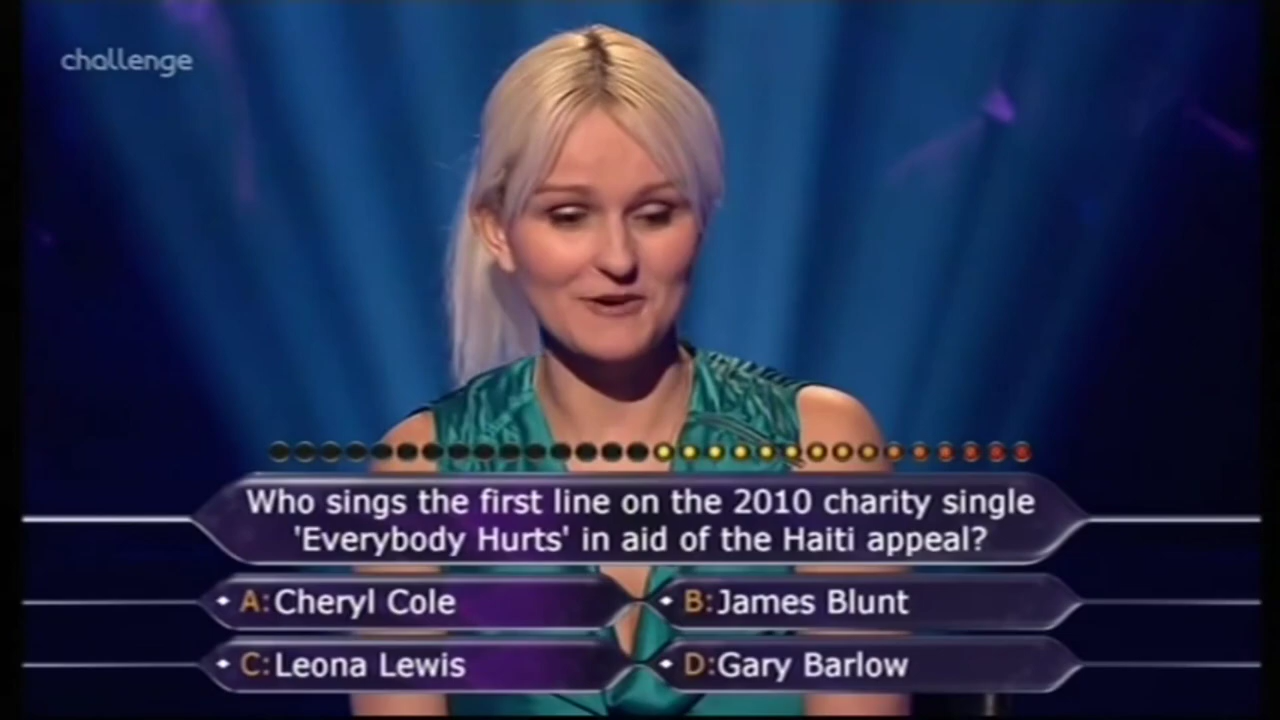 challenge
Who sings the first line on the 2010 charity single
'Everybody Hurts' in aid of the Haiti appeal?
A: Cheryl Cole
B: James Blunt
C: Leona Lewis
D: Gary Barlow